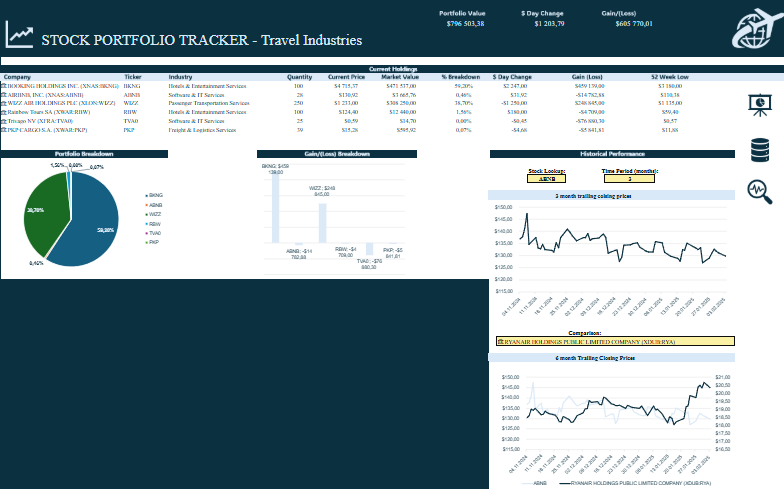 Portfolio Value $ Day Change Gain/(Loss)
$796 503,38 $1 203,79 $605 770,01
STOCK PORTFOLIO TRACKER - Travel Industries
Current Holdings
Company Ticker Industry Quantity Current Price Market Value % Breakdown $ Day Change Gain (Loss) 52 Week Low
BOOKING HOLDINGS INC. (XNAS:BKNG) BKNG Hotels & Entertainment Services 100 $4 715,37 $471 537,00 59,20% $2 247,00 $459 139,00 $3 180,00
AIRBNB, INC. (XNAS:ABNB) ABNB Software & IT Services 28 $130,92 $3 665,76 0.46% $31,92 -$14 782,88 $110,38
WIZZ AIR HOLDINGS PLC (XLON:WIZZ) WIZZ Passenger Transportation Services 250 $1 233,00 $308 250,00 38,70% -$1 250,00 $248 845,00 $1 135,00
Rainbow Tours SA (XWAR:RBW) RBW Hotels & Entertainment Services 100 $124,40 $12 440,00 1.56% $180,00 -$4 709,00 $59,40
Trivago NV (XFRA:TVA0) TVA0 Software & IT Services 25 $0,59 $14,70 0.00% -$0,45 -$76 880,30 $0,57
PKP CARGO S.A. (XWAR:PKP) PKP Freight & Logistics Services 39 $15,28 $595,92 0.07% -$4,68 -$5 841,81 $11,88
Portfolio Breakdown Gain/(Loss) Breakdown Historical Performance
1,56% 0,00% 0,07%
38,70%
59,20%
0,46%
BKNG
ABNB
WIZZ
RBW
TVA0
PKP
BKNG; $459
139,00
WIZZ; $248
845,00
ABNB; -$14
782,88
RBW; -$4
709,00
TVA0; -$76
880,30
PKP; -$5
841,81
Stock Lookup: Time Period (months):
ABNB 3
3 month trailing closing prices
$150,00
$145,00
$140,00
$135,00
$130,00
$125,00
$120,00
$115,00
04.11.2024 11.11.2024 18.11.2024 25.11.2024 02.12.2024 09.12.2024 16.12.2024 23.12.2024 30.12.2024 06.01.2025 13.01.2025 20.01.2025 27.01.2025 03.02.2025
Comparison:
RYANAIR HOLDINGS PUBLIC LIMITED COMPANY (XDUB:RYA)
6 month Trailing Closing Prices
$150,00 $21,00
$145,00 $20,50
$140,00 $20,00
$135,00 $19,50
$130,00 $19,00
$125,00 $18,50
$120,00 $18,00
$115,00 $17,50
$17,00
$16,50
04.11.2024 11.11.2024 18.11.2024 25.11.2024 02.12.2024 09.12.2024 16.12.2024 23.12.2024 30.12.2024 06.01.2025 13.01.2025 20.01.2025 27.01.2025 03.02.2025
ABNB RYANAIR HOLDINGS PUBLIC LIMITED COMPANY (XDUB:RYA)